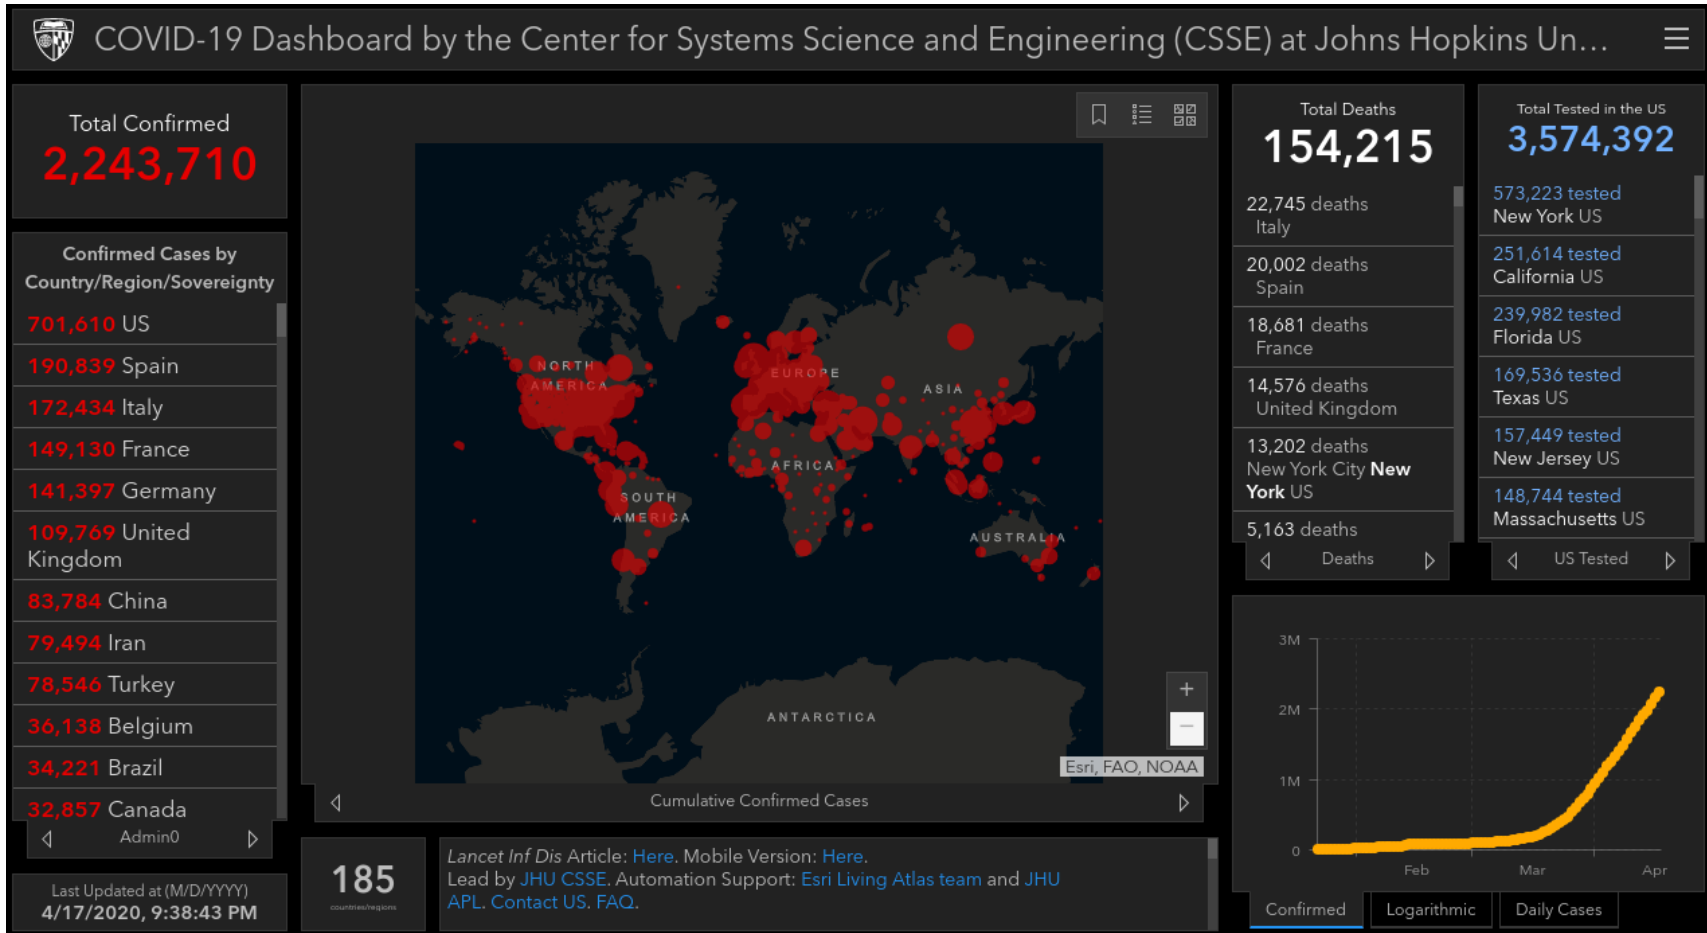 COVID-19 Dashboard by the Center for Systems Science and Engineering (CSSE) at Johns Hopkins Un...
Total Confirmed
2,243,710
Confirmed Cases by
Country/Region/Sovereignty
701,610 US
190,839 Spain
172,434 Italy
149,130 France
141,397 Germany
109,769 United
Kingdom
83,784 China
79,494 Iran
78,546 Turkey
36,138 Belgium
34,221 Brazil
32,857 Canada
Admin0
Last Updated at (M/D/YYYY)
4/17/2020, 9:38:43 PM
NORTH
AMERICA
EUROPE
ASIA
AFRICA
SOUTH
AMERICA
AUSTRALIA
ANTARCTICA
+
−
Esri, FAO, NOAA
Cumulative Confirmed Cases
185
countries/regions
Lancet Inf Dis Article: Here. Mobile Version: Here.
Lead by JHU CSSE. Automation Support: Esri Living Atlas team and JHU
APL. Contact US. FAQ.
Total Deaths
154,215
22,745 deaths
Italy
20,002 deaths
Spain
18,681 deaths
France
14,576 deaths
United Kingdom
13,202 deaths
New York City New
York US
5,163 deaths
Deaths
Total Tested in the US
3,574,392
573,223 tested
New York US
251,614 tested
California US
239,982 tested
Florida US
169,536 tested
Texas US
157,449 tested
New Jersey US
148,744 tested
Massachusetts US
US Tested
3M
2M
1M
0
Feb
Mar
Apr
Confirmed
Logarithmic
Daily Cases